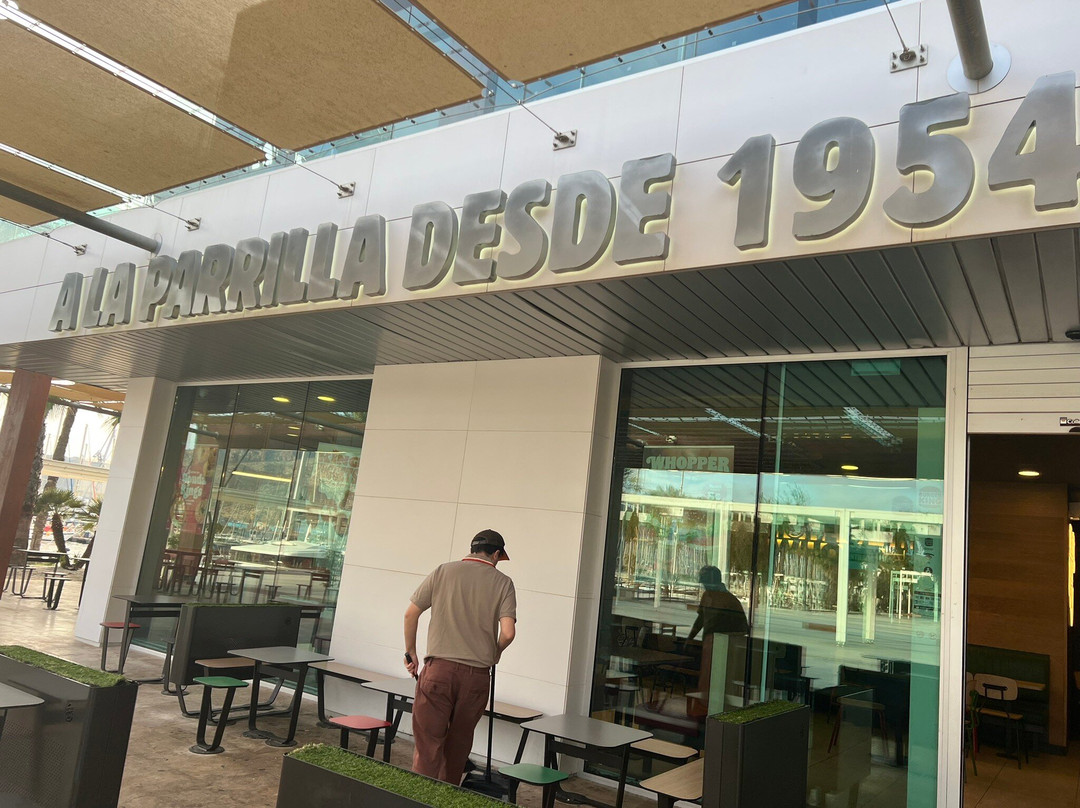 A LA PARRILLA DESDE 1954
WHOPPER